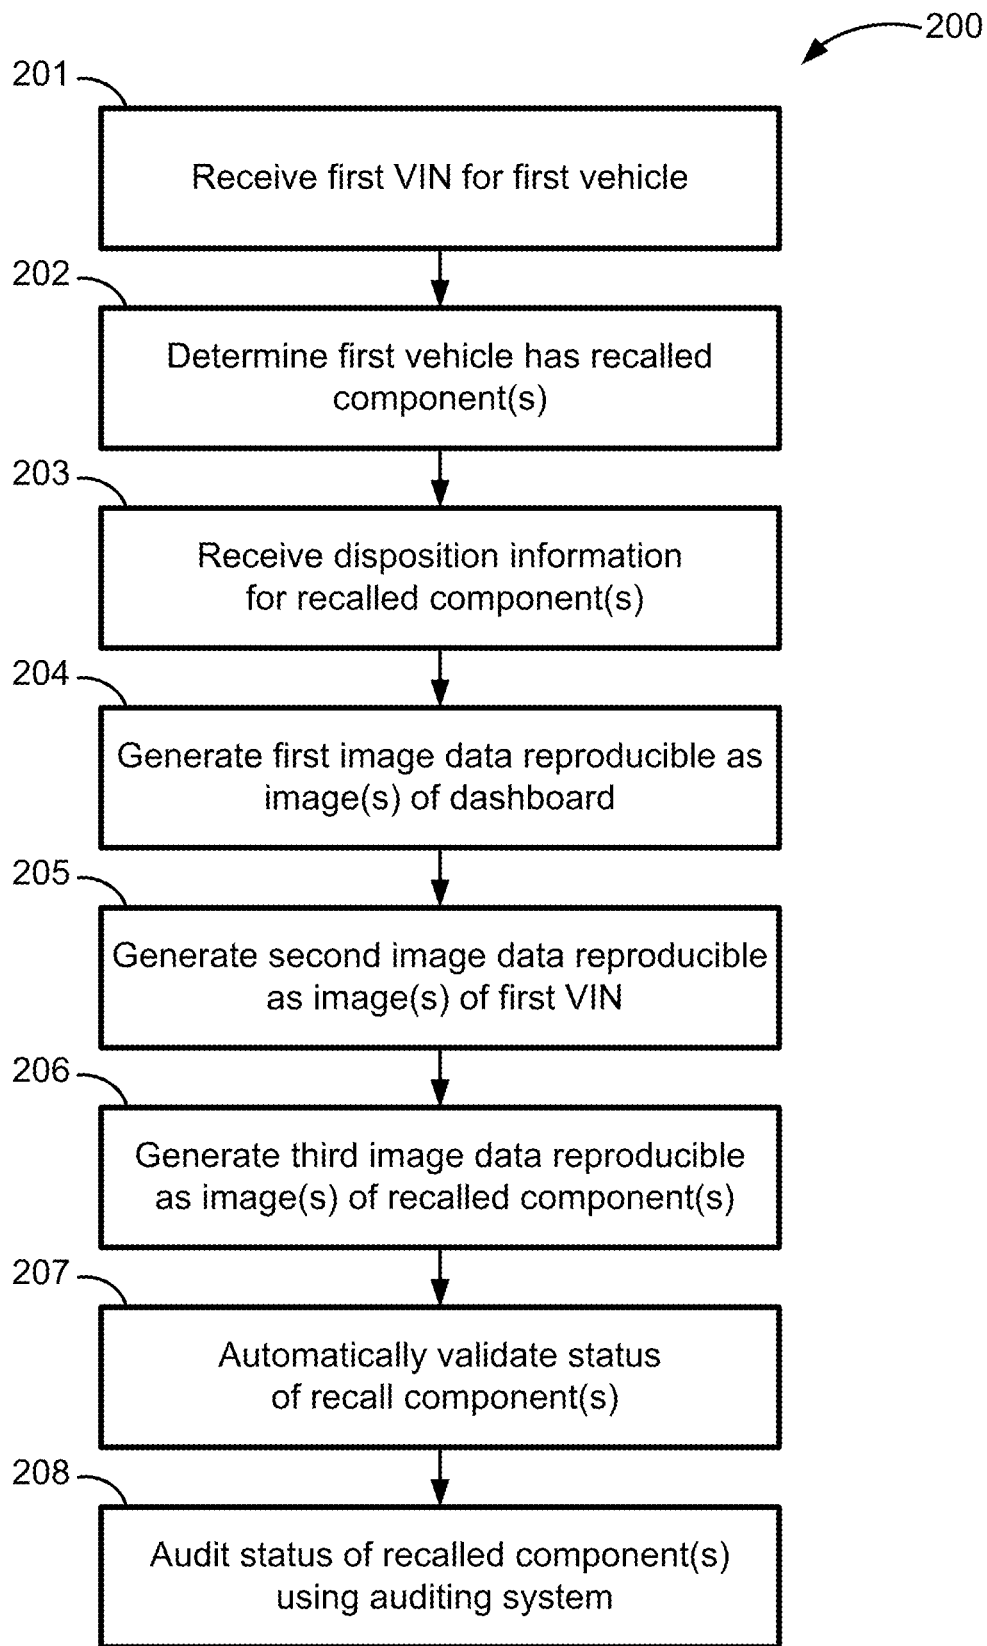 200
201
Receive first VIN for first vehicle
202
Determine first vehicle has recalled
component(s)
203
Receive disposition information
for recalled component(s)
204
Generate first image data reproducible as
image(s) of dashboard
205
Generate second image data reproducible
as image(s) of first VIN
206
Generate third image data reproducible
as image(s) of recalled component(s)
207
Automatically validate status
of recall component(s)
208
Audit status of recalled component(s)
using auditing system